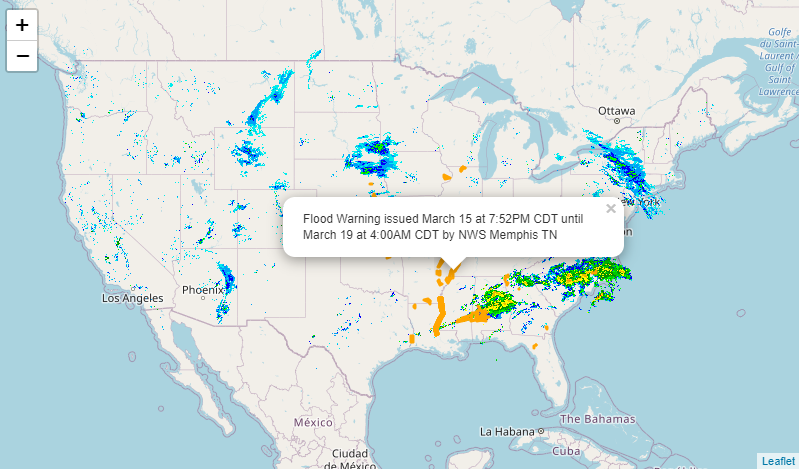 +
−
Golfe
du Saint-
Laurent /
Gulf of
Saint
Lawrence
Ottawa
×
Flood Warning issued March 15 at 7:52PM CDT until
March 19 at 4:00AM CDT by NWS Memphis TN
York
Phoenix
Los Angeles
México
La Habana
The Bahamas
Cuba
Ciudad
de México
Leaflet